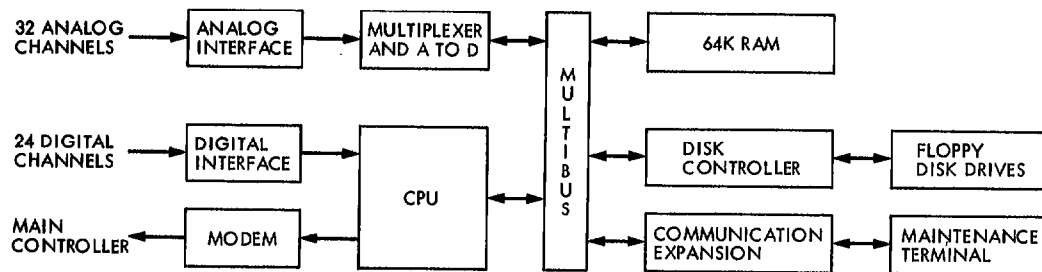 32 ANALOG
CHANNELS
ANALOG
INTERFACE
MULTIPLEXER
AND A TO D
MULTIBUS
64K RAM
24 DIGITAL
CHANNELS
DIGITAL
INTERFACE
CPU
DISK
CONTROLLER
FLOPPY
DISK DRIVES
MAIN
CONTROLLER
MODEM
COMMUNICATION
EXPANSION
MAINTENANCE
TERMINAL